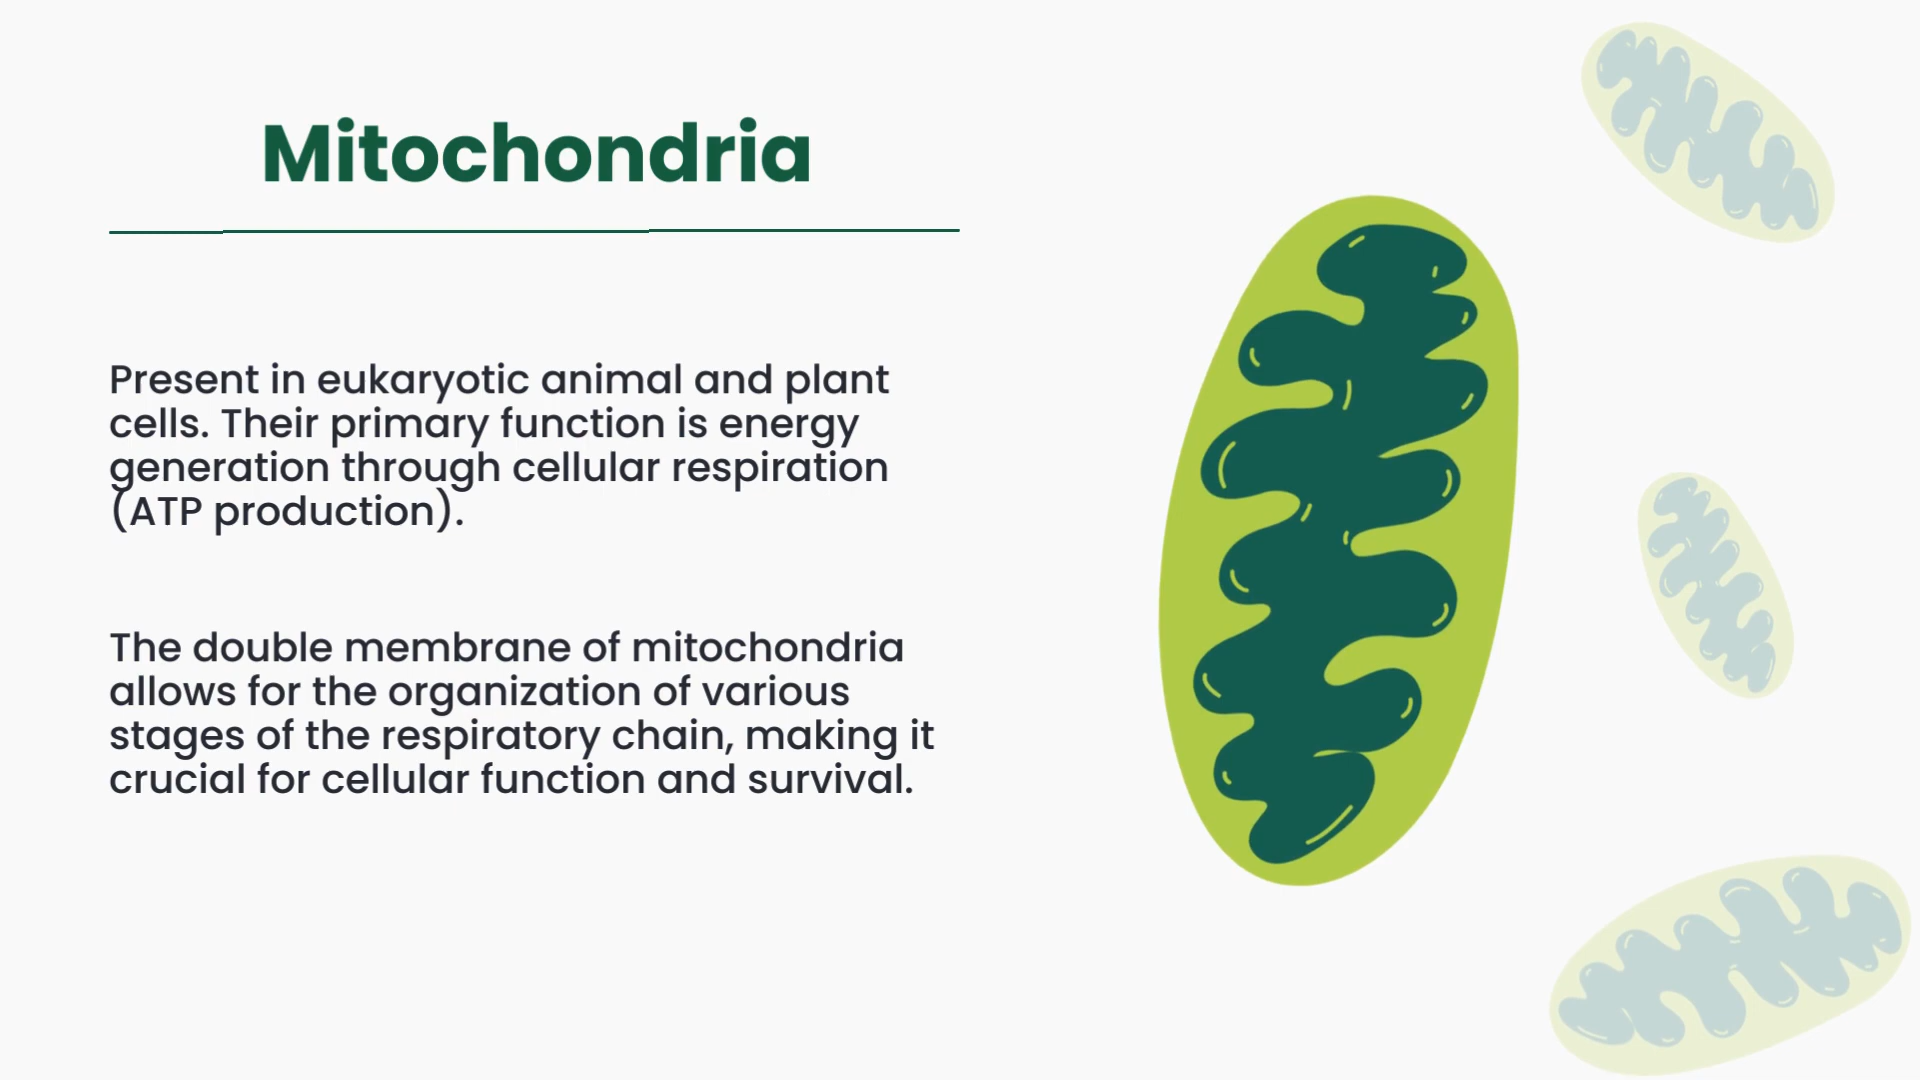 Mitochondria
Present in eukaryotic animal and plant
cells. Their primary function is energy
generation through cellular respiration
(ATP production).
The double membrane of mitochondria
allows for the organization of various
stages of the respiratory chain, making it
crucial for cellular function and survival.